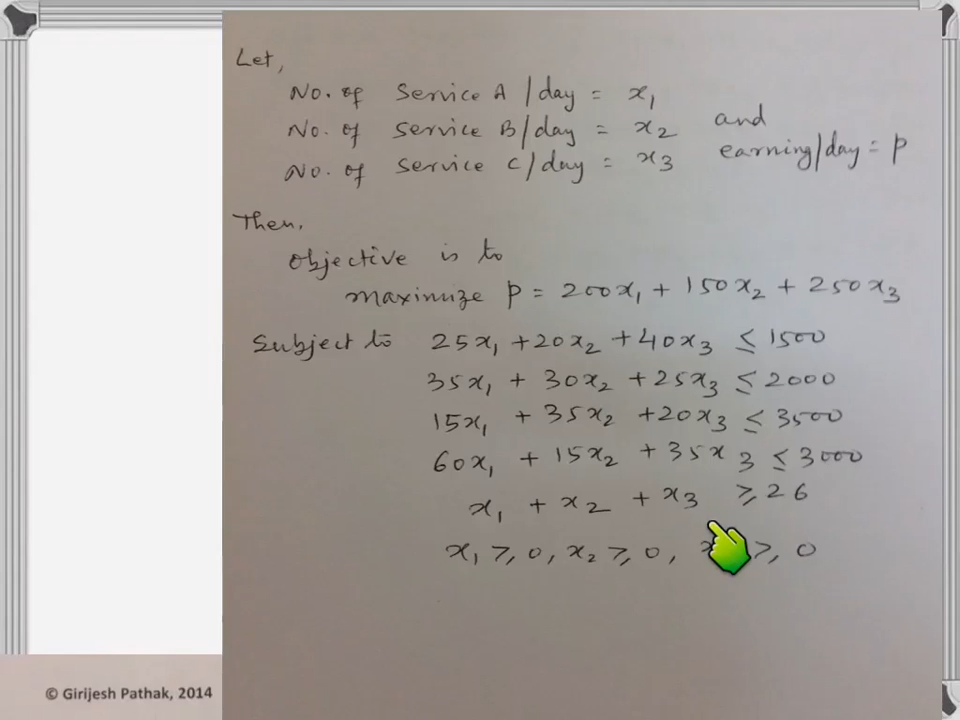 Let,
No. of Service A /day = x₁
No. of Service B/day = x₂ and
No. of Service C/day = x₃ earning/day = p
Then,
Objective is to
maximize p = 200x₁ + 150x₂ + 250x₃
Subject to 25x₁ + 20x₂ + 40x₃ ≤ 1500
35x₁ + 30x₂ + 25x₃ ≤ 2000
15x₁ + 35x₂ + 20x₃ ≤ 3500
60x₁ + 15x₂ + 35x₃ ≤ 3000
x₁ + x₂ + x₃ ≥ 26
x₁ ≥ 0, x₂ ≥ 0, ≥ 0
© Girijesh Pathak, 2014